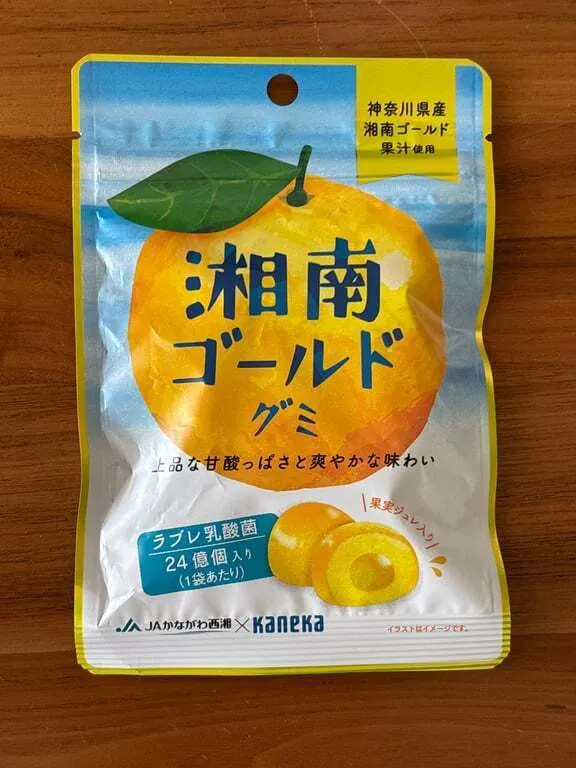 神奈川県産
湘南ゴールド
果汁使用
湘南
ゴールド
グミ
上品な甘酸っぱさと爽やかな味わい
果実ジュレ入り
ラブレ乳酸菌
24億個入り
(1袋あたり)
JAかながわ西湘×Kaneka
イラストはイメージです。